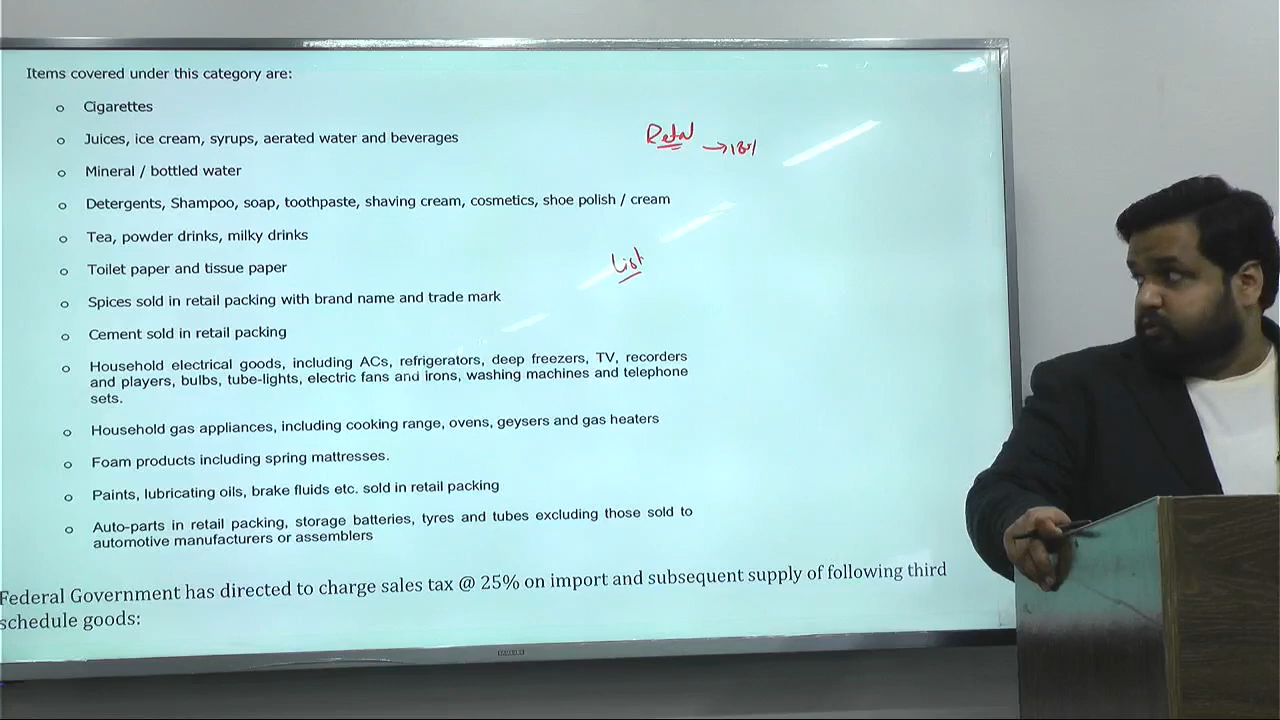 Items covered under this category are:
o Cigarettes
o Juices, ice cream, syrups, aerated water and beverages
Retal
→18%
o Mineral / bottled water
o Detergents, Shampoo, soap, toothpaste, shaving cream, cosmetics, shoe polish / cream
o Tea, powder drinks, milky drinks
o Toilet paper and tissue paper
List
o Spices sold in retail packing with brand name and trade mark
o Cement sold in retail packing
o Household electrical goods, including ACs, refrigerators, deep freezers, TV, recorders
and players, bulbs, tube-lights, electric fans and irons, washing machines and telephone
sets.
o Household gas appliances, including cooking range, ovens, geysers and gas heaters
o Foam products including spring mattresses.
o Paints, lubricating oils, brake fluids etc. sold in retail packing
o Auto-parts in retail packing, storage batteries, tyres and tubes excluding those sold to
automotive manufacturers or assemblers
Federal Government has directed to charge sales tax @ 25% on import and subsequent supply of following third
schedule goods:
SAMSUNG